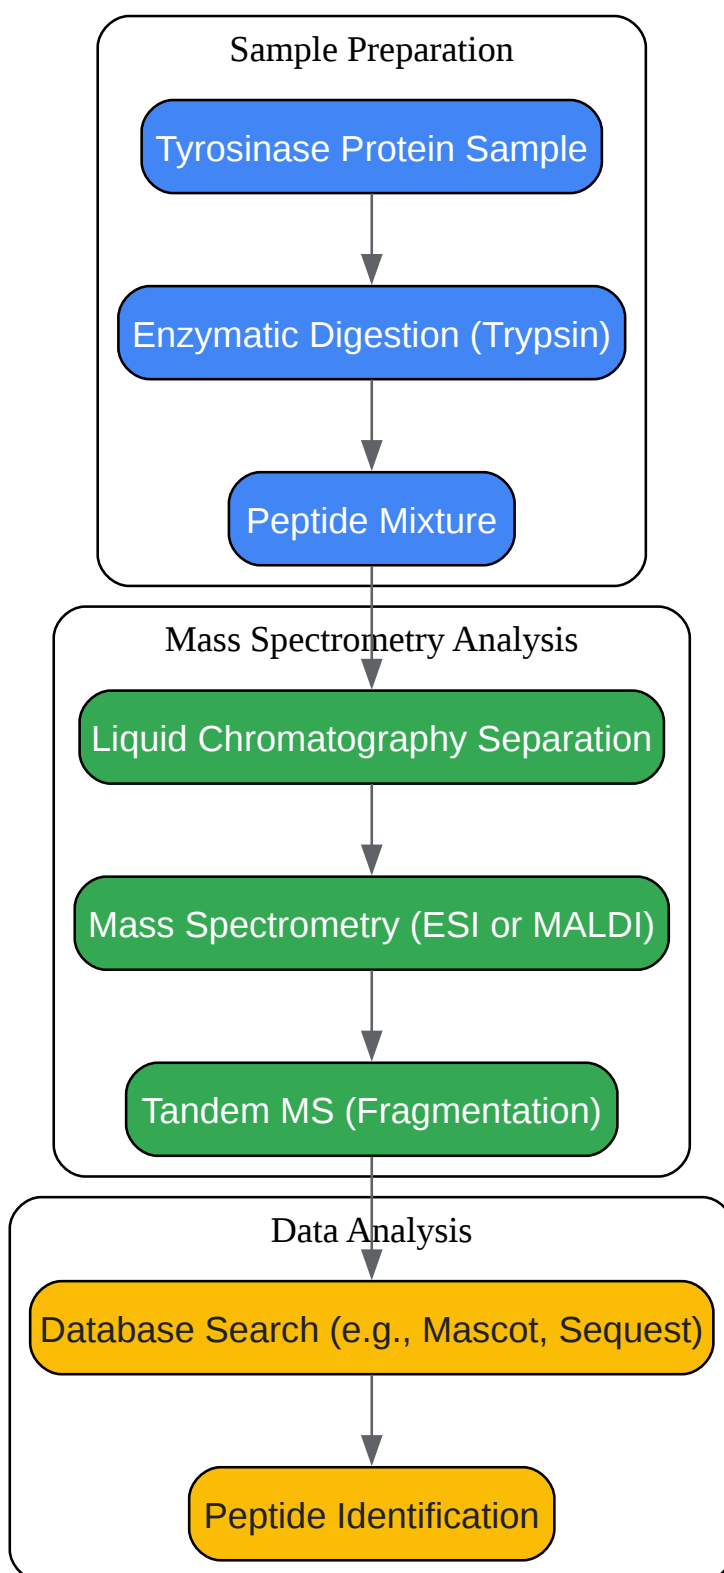 Sample Preparation
Tyrosinase Protein Sample
Enzymatic Digestion (Trypsin)
Peptide Mixture
Mass Spectrometry Analysis
Liquid Chromatography Separation
Mass Spectrometry (ESI or MALDI)
Tandem MS (Fragmentation)
Data Analysis
Database Search (e.g., Mascot, Sequest)
Peptide Identification